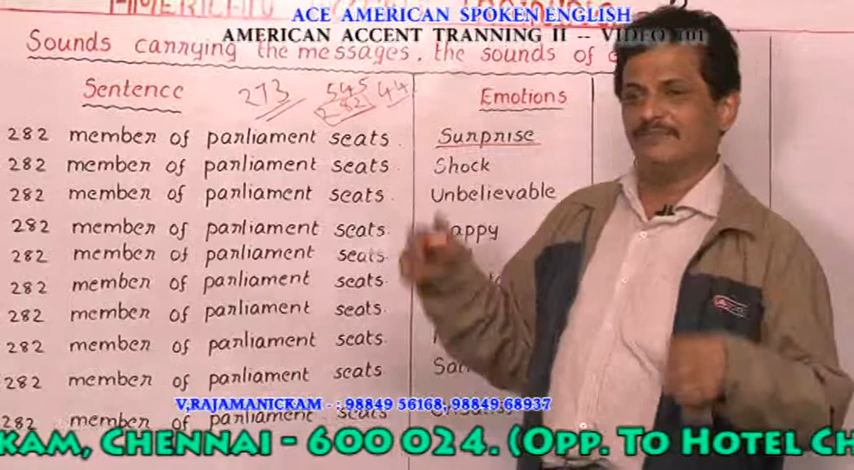 AMERICAN
ACE AMERICAN SPOKEN ENGLISH
AMERICAN ACCENT TRANNING II -- VIDEO 101
Sounds carrying the messages. the sounds of
Sentence
273
545
282
44
Emotions
282 member of parliament seats.
Surprise
282 member of parliament seats.
Shock
282 member of parliament seats.
Unbelievable
282 member of parliament seats.
appy
282 member of parliament seats.
282 member of parliament seats.
282 member of parliament seats.
282 member of parliament seats.
282 member of parliament seats.
Sa
282 member of parliament seats
V,RAJAMANICKAM -: 98849 56168, 98849 68937
KAM, CHENNAI - 600 024. (OPP. TO HOTEL CH